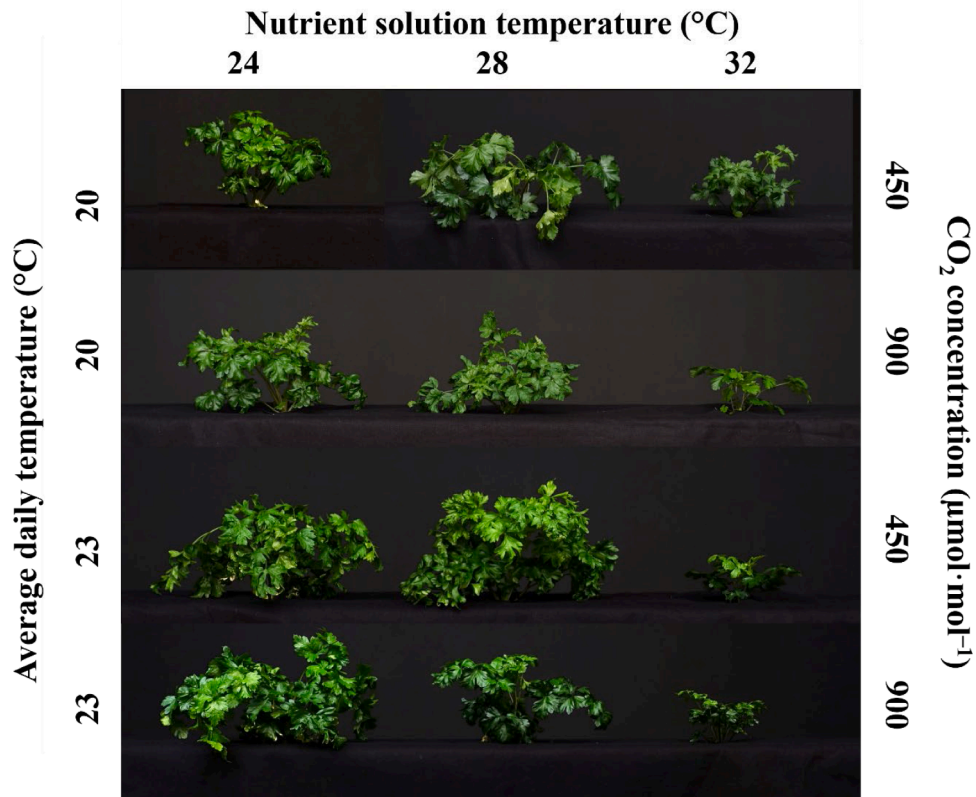 Nutrient solution temperature (°C)
24 28 32
Average daily temperature (°C)
20
20
23
23
450
900
450
900
CO₂ concentration (μmol·mol⁻¹)